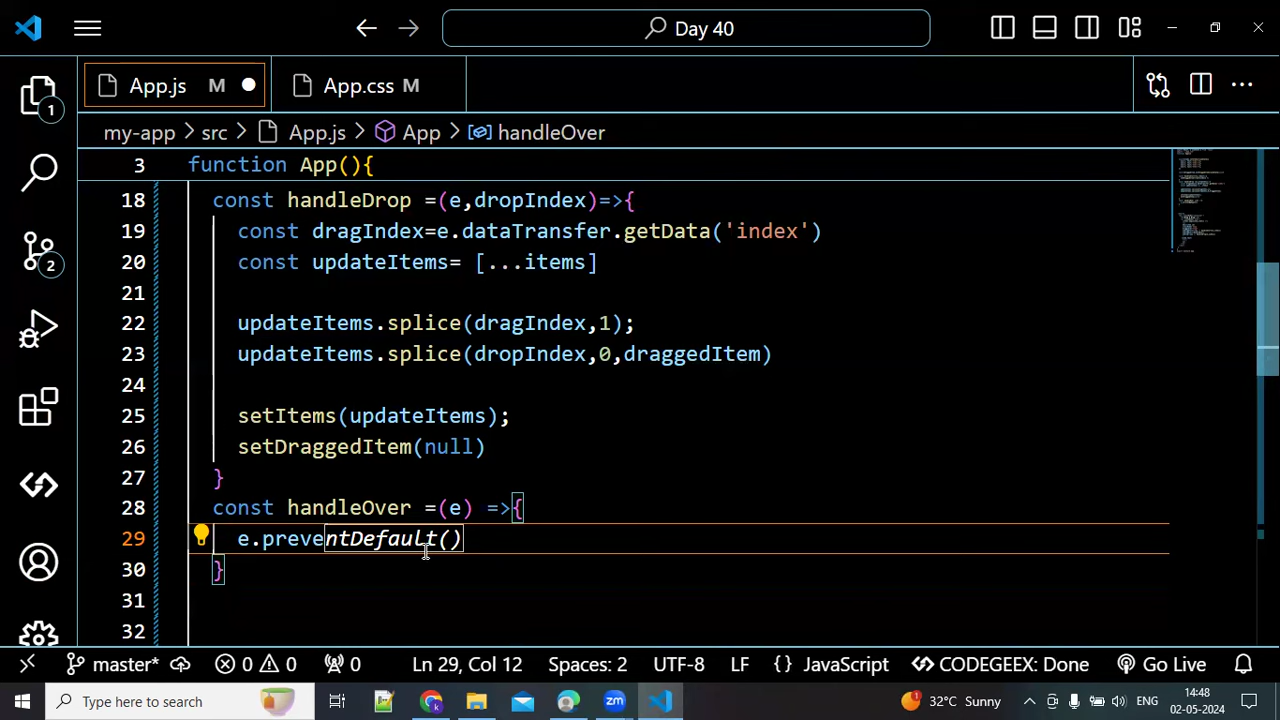 Day 40
App.js M
App.css M
my-app > src > App.js > App > handleOver
3 function App(){
18 const handleDrop =(e,dropIndex)=>{
19 const dragIndex=e.dataTransfer.getData('index')
20 const updateItems= [...items]
21
22 updateItems.splice(dragIndex,1);
23 updateItems.splice(dropIndex,0,draggedItem)
24
25 setItems(updateItems);
26 setDraggedItem(null)
27 }
28 const handleOver =(e) =>{
29 e.preventDefault()
30 }
31
32
1
2
master* 0 0 0 Ln 29, Col 12 Spaces: 2 UTF-8 LF {} JavaScript CODEGEEX: Done Go Live
Type here to search zm 32°C Sunny ENG 14:48
02-05-2024